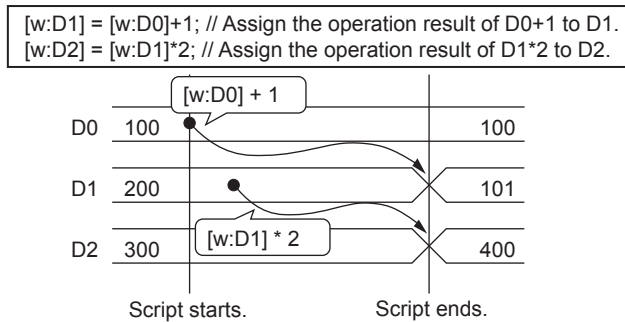 [w:D1] = [w:D0]+1; // Assign the operation result of D0+1 to D1.
[w:D2] = [w:D1]*2; // Assign the operation result of D1*2 to D2.
[w:D0] + 1
D0 100 100
D1 200 101
[w:D1] * 2
D2 300 400
Script starts. Script ends.